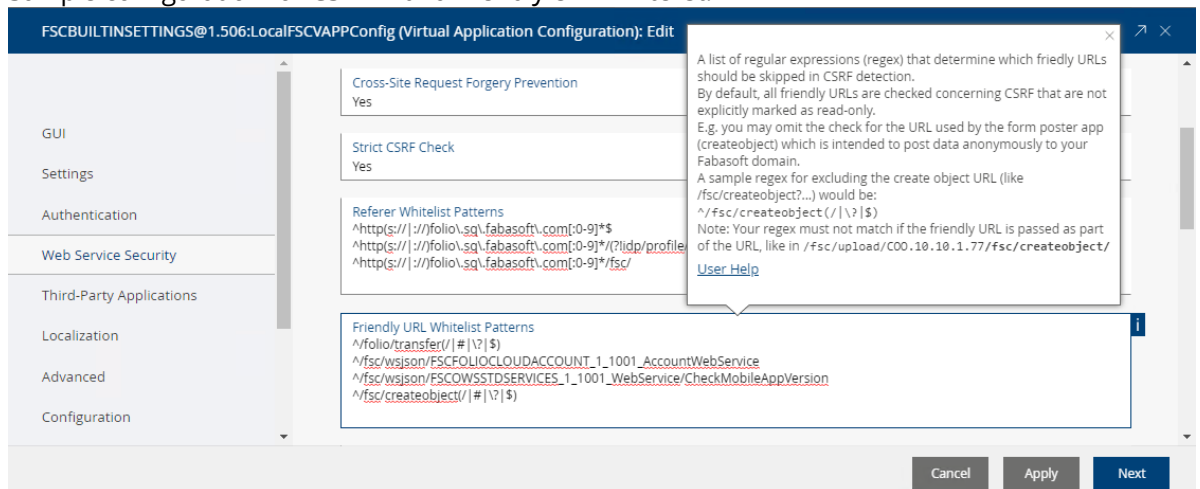 FSCBUILTINSETTINGS@1.506:LocalFSCVAPPConfig (Virtual Application Configuration): Edit
GUI
Settings
Authentication
Web Service Security
Third-Party Applications
Localization
Advanced
Configuration
Cross-Site Request Forgery Prevention
Yes
Strict CSRF Check
Yes
Referer Whitelist Patterns
^http(s://|://)folio\.sq\.fabasoft\.com[:0-9]*$
^http(s://|://)folio\.sq\.fabasoft\.com[:0-9]*/(?!idp/profile/
^http(s://|://)folio\.sq\.fabasoft\.com[:0-9]*/fsc/
Friendly URL Whitelist Patterns
^/folio/transfer(/|#|\?|$)
^/fsc/wsjson/FSCFOLIOCLOUDACCOUNT_1_1001_AccountWebService
^/fsc/wsjson/FSCOWSSTDSERVICES_1_1001_WebService/CheckMobileAppVersion
^/fsc/createobject(/|#|\?|$)
A list of regular expressions (regex) that determine which friedly URLs
should be skipped in CSRF detection.
By default, all friendly URLs are checked concerning CSRF that are not
explicitly marked as read-only.
E.g. you may omit the check for the URL used by the form poster app
(createobject) which is intended to post data anonymously to your
Fabasoft domain.
A sample regex for excluding the create object URL (like
/fsc/createobject?...) would be:
^/fsc/createobject(/|\?|$)
Note: Your regex must not match if the friendly URL is passed as part
of the URL, like in /fsc/upload/COO.10.10.1.77/fsc/createobject/
User Help
i
Cancel
Apply
Next